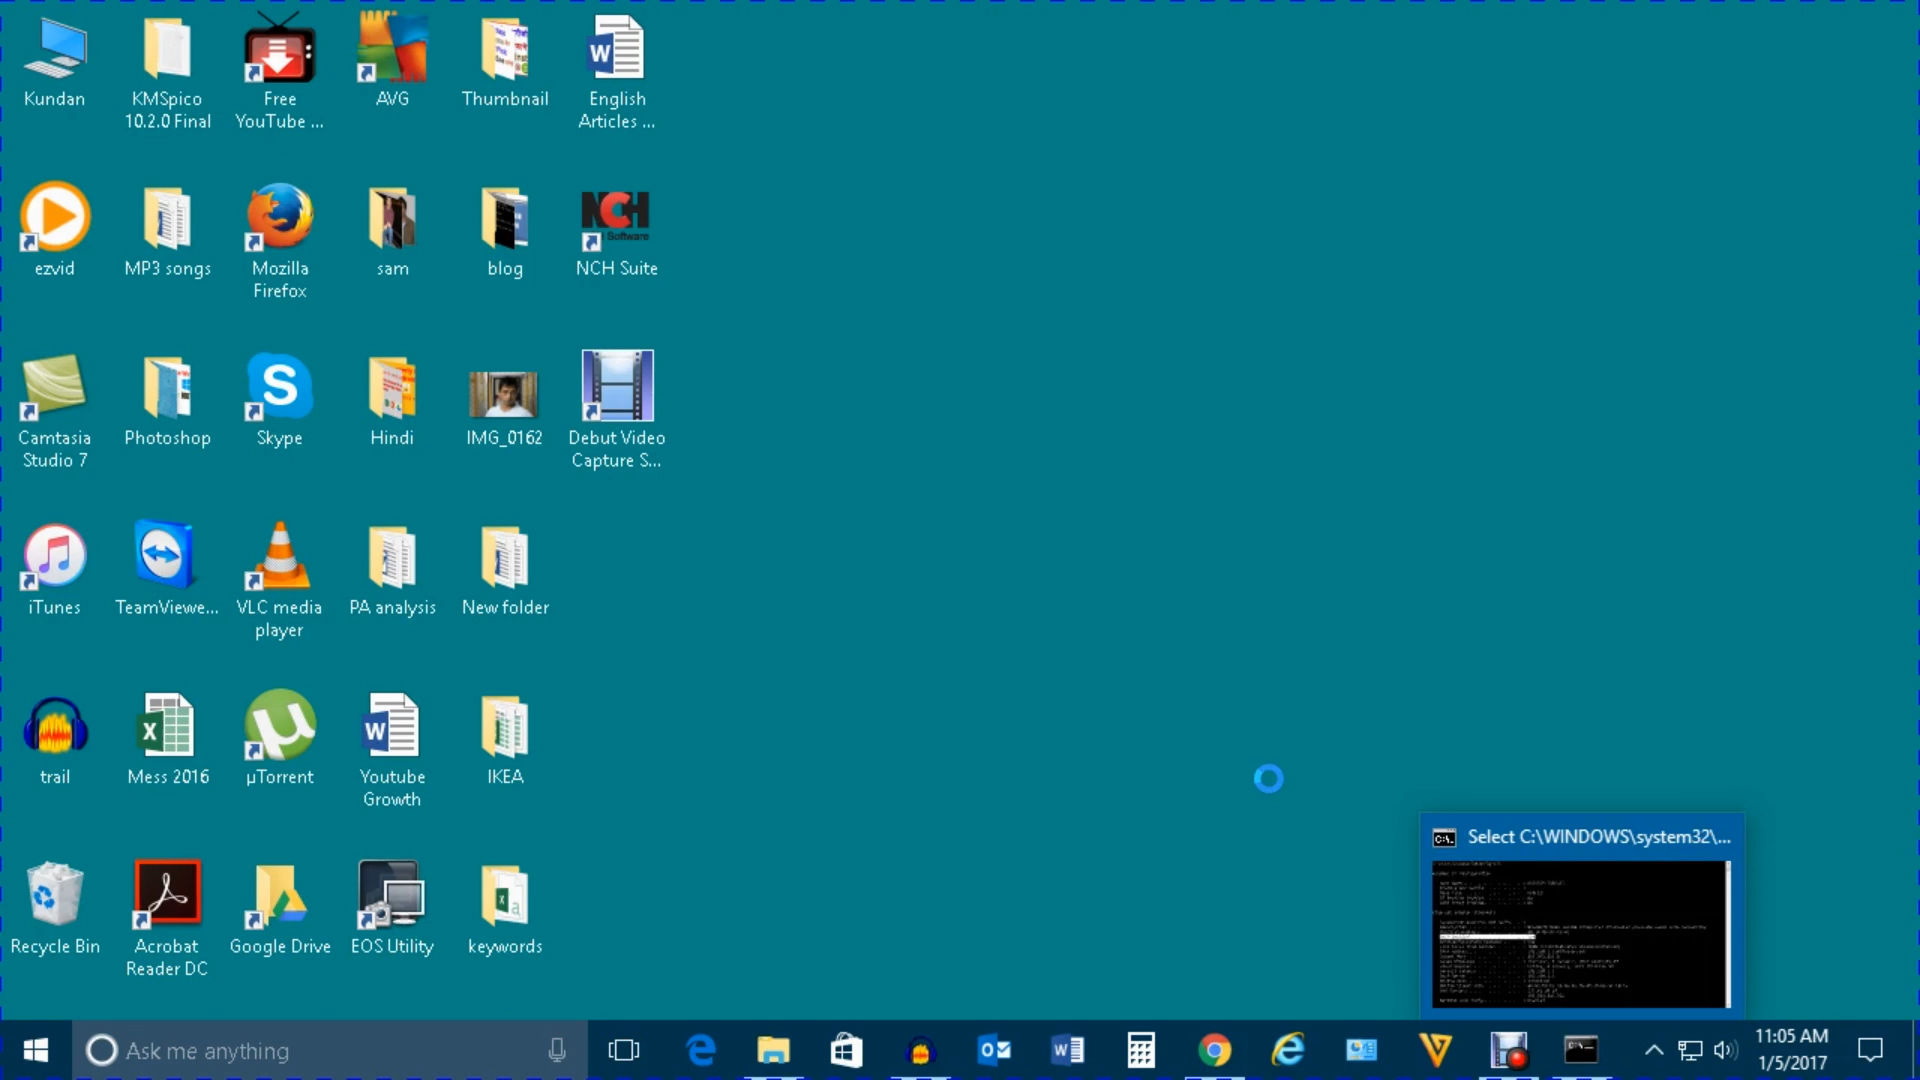 Kundan
KMSpico
10.2.0 Final
Free
YouTube ...
AVG
Thumbnail
English
Articles ...
ezvid
MP3 songs
Mozilla
Firefox
sam
blog
NCH
Software
NCH Suite
Camtasia
Studio 7
Photoshop
Skype
Hindi
IMG_0162
Debut Video
Capture S...
iTunes
TeamViewe...
VLC media
player
PA analysis
New folder
trail
Mess 2016
µTorrent
Youtube
Growth
IKEA
Recycle Bin
Acrobat
Reader DC
Google Drive
EOS Utility
keywords
Select C:\WINDOWS\system32\...
Ask me anything
11:05 AM
1/5/2017